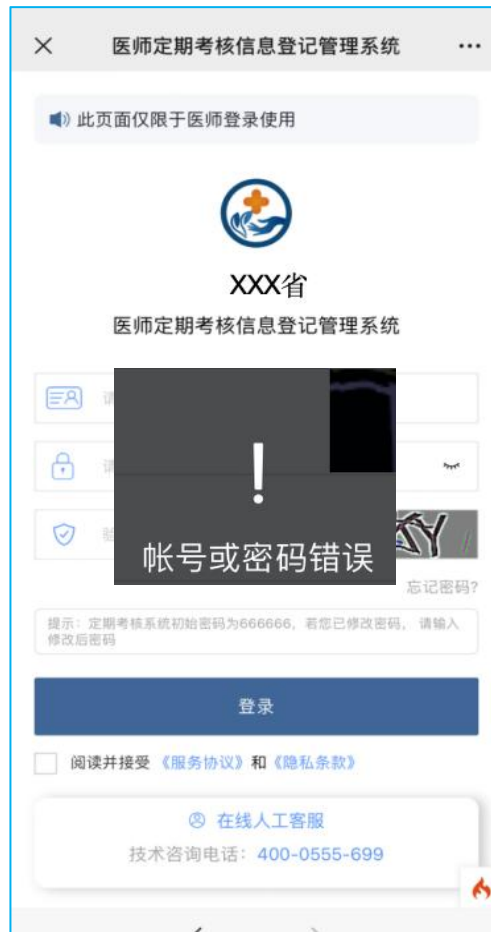 医师定期考核信息登记管理系统
此页面仅限于医师登录使用
XXX省
医师定期考核信息登记管理系统
请
请
验
帐号或密码错误
忘记密码?
提示：定期考核系统初始密码为666666，若您已修改密码， 请输入
修改后密码
登录
阅读并接受 《服务协议》和《隐私条款》
在线人工客服
技术咨询电话：400-0555-699